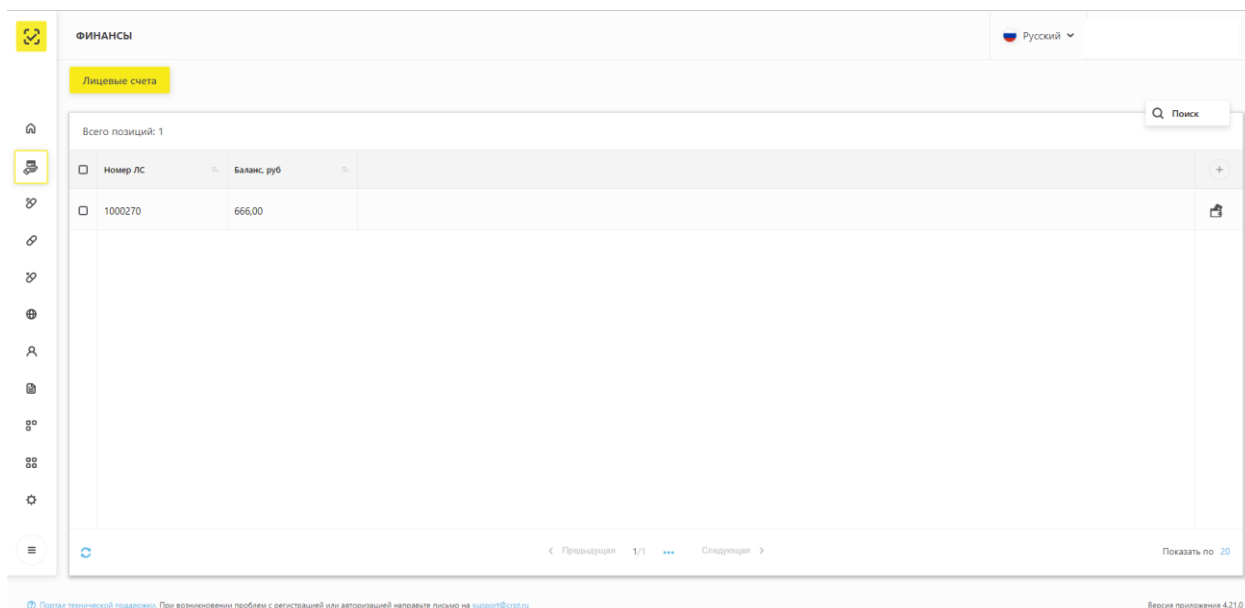 ФИНАНСЫ
Русский
Лицевые счета
Поиск
Всего позиций: 1
Номер ЛС Баланс, руб
1000270 666,00
Предыдущая 1/1 ••• Следующая
Показать по 20
Портал технической поддержки. При возникновении проблем с регистрацией или авторизацией направьте письмо на support@crpt.ru
Версия приложения 4.21.0